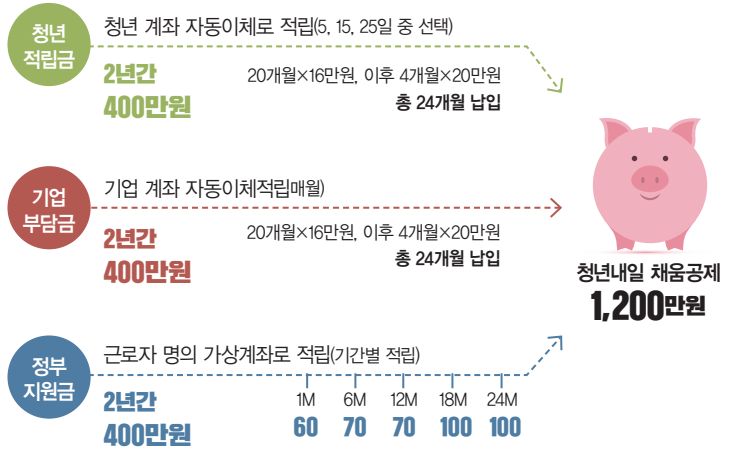 청년
적립금
청년 계좌 자동이체로 적립(5, 15, 25일 중 선택)
2년간
400만원
20개월×16만원, 이후 4개월×20만원
총 24개월 납입
기업
부담금
기업 계좌 자동이체적립매월)
2년간
400만원
20개월×16만원, 이후 4개월×20만원
총 24개월 납입
청년내일 채움공제
1,200만원
정부
지원금
근로자 명의 가상계좌로 적립(기간별 적립)
2년간
400만원
1M 6M 12M 18M 24M
60 70 70 100 100